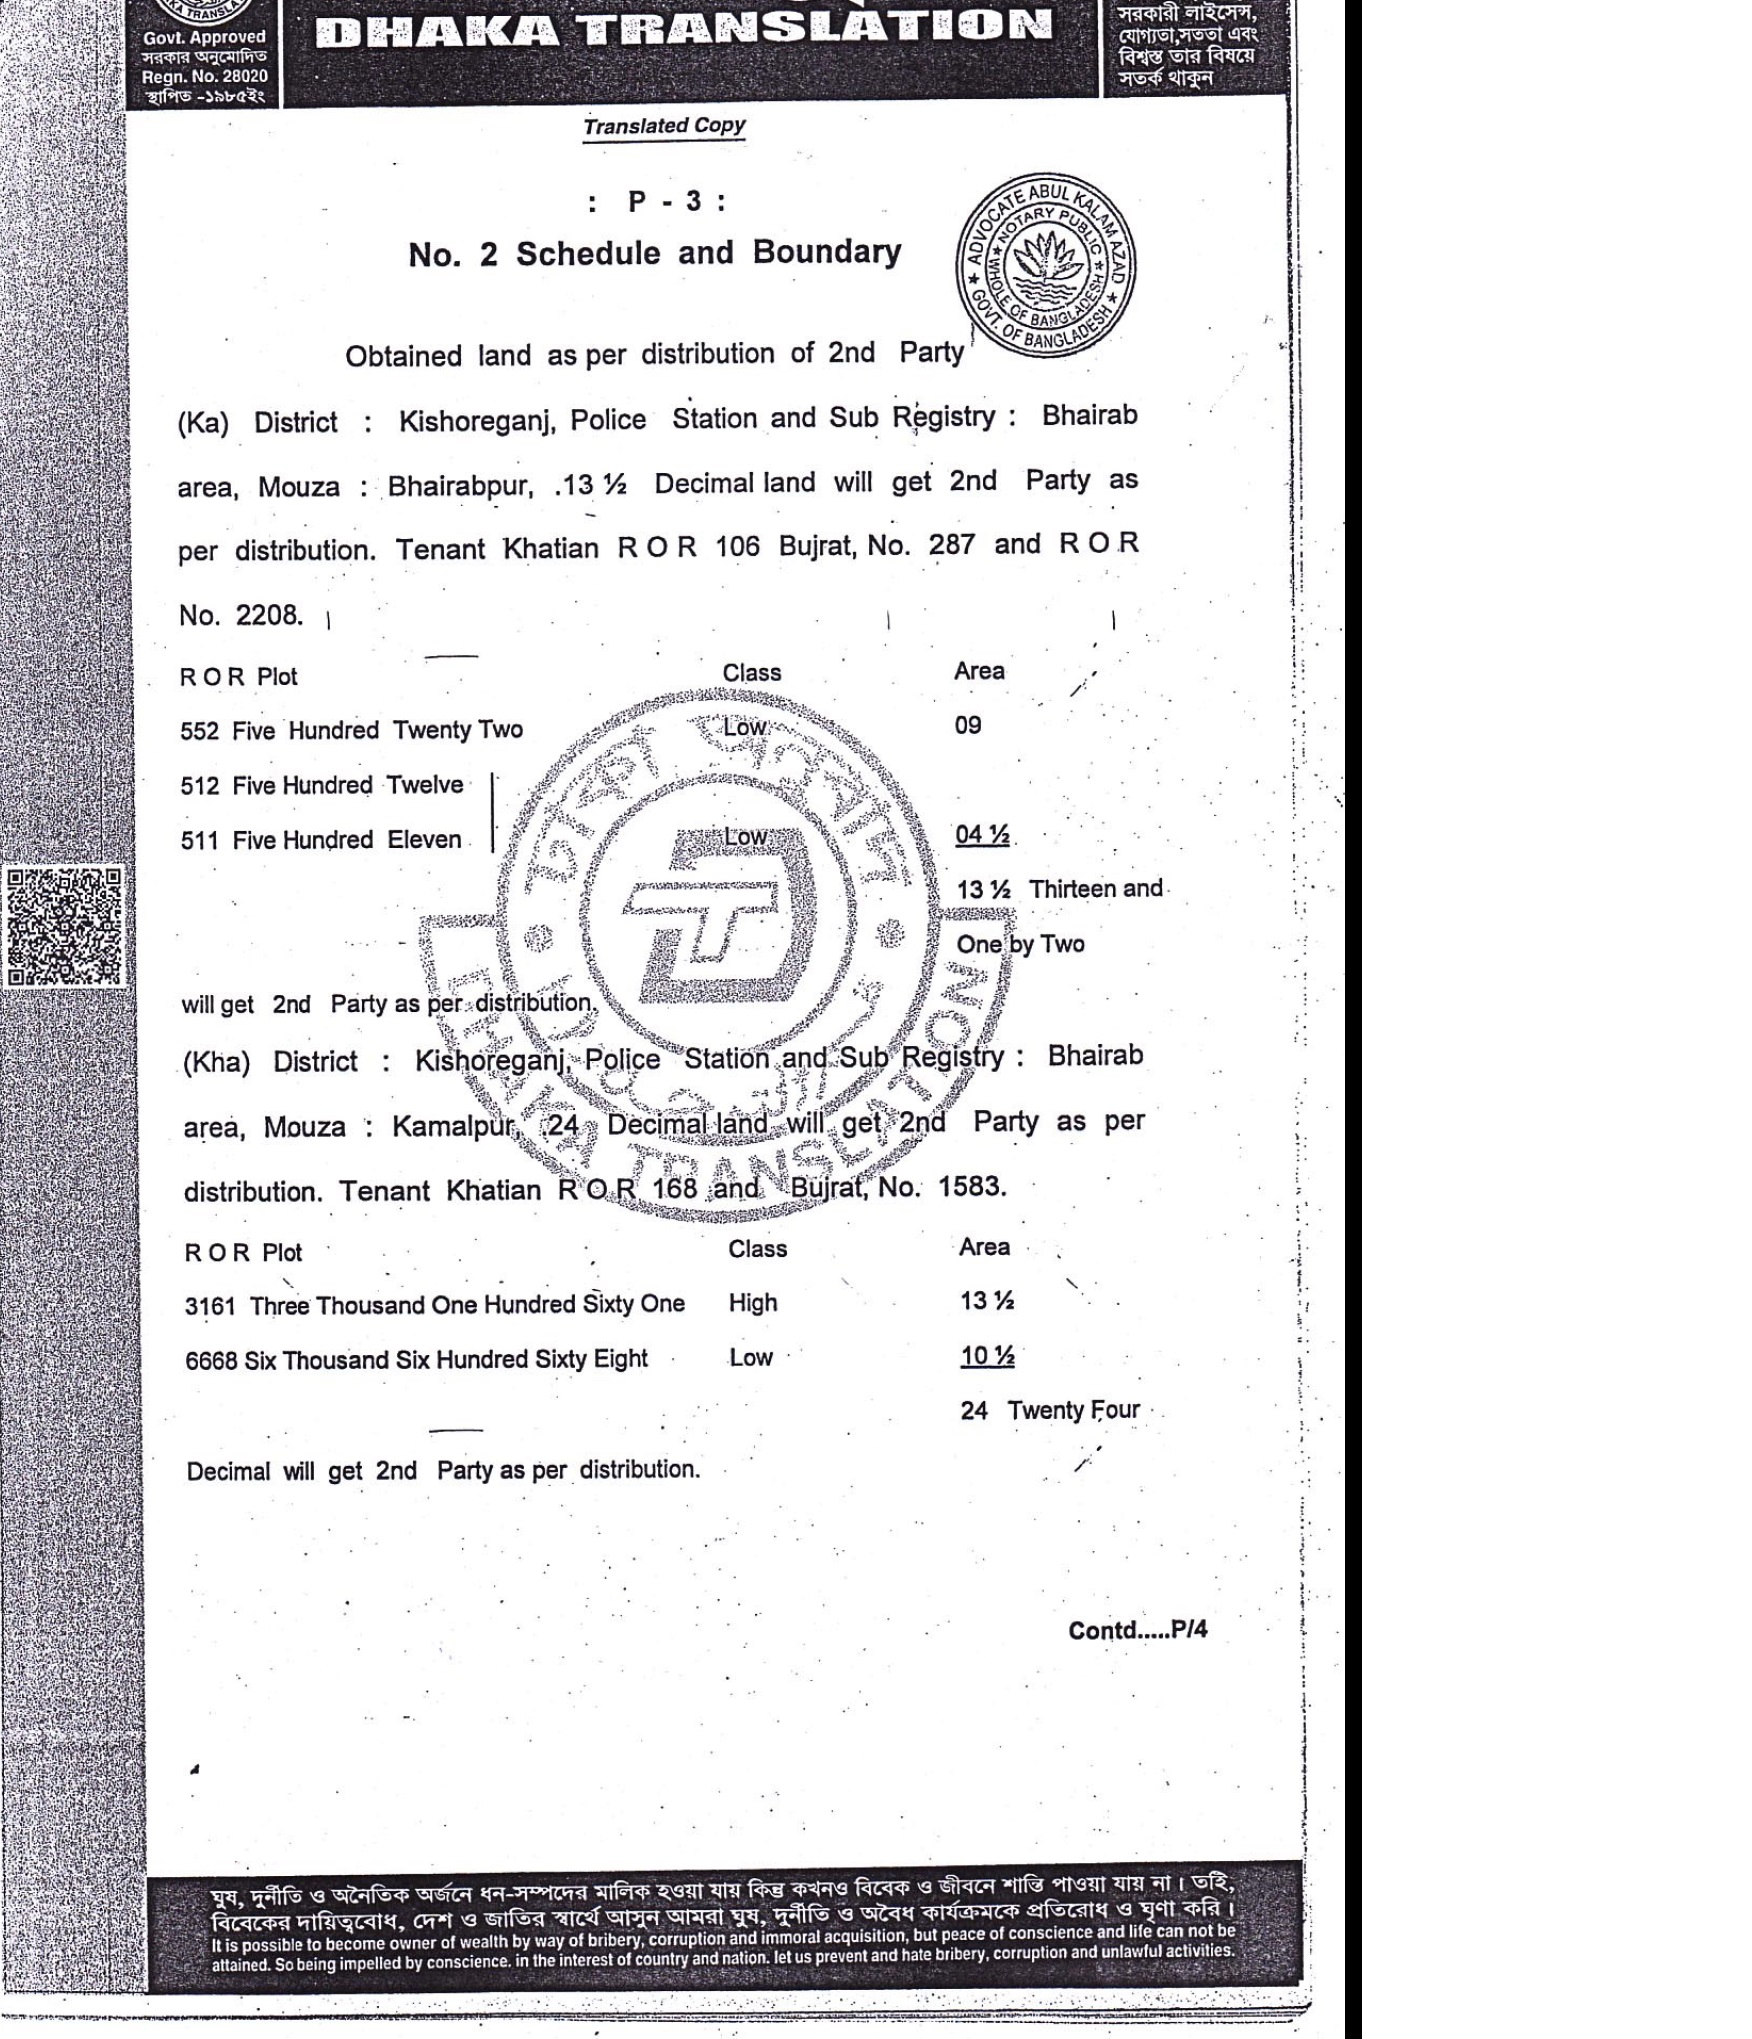 KA TRANSLA
Govt. Approved
সরকার অনুমোদিত
Regn. No. 28020
স্থাপিত -১৯৮৫ইং
DHAKA TRANSLATION
সরকারী লাইসেন্স,
যোগ্যতা,সততা এবং
বিশ্বস্ত তার বিষয়ে
সতর্ক থাকুন
Translated Copy
: P - 3 :
No. 2 Schedule and Boundary
ADVOCATE ABUL KALAM AZAD
NOTARY PUBLIC
WHOLE OF BANGLADESH
GOVT. OF BANGLADESH
Obtained land as per distribution of 2nd Party
(Ka) District : Kishoreganj, Police Station and Sub Registry : Bhairab
area, Mouza : Bhairabpur, .13 ½ Decimal land will get 2nd Party as
per distribution. Tenant Khatian R O R 106 Bujrat, No. 287 and R O R
No. 2208.
R O R Plot Class Area
552 Five Hundred Twenty Two Low 09
512 Five Hundred Twelve
511 Five Hundred Eleven Low 04 ½
13 ½ Thirteen and
One by Two
will get 2nd Party as per distribution.
(Kha) District : Kishoreganj, Police Station and Sub Registry : Bhairab
area, Mouza : Kamalpur, 24 Decimal land will get 2nd Party as per
distribution. Tenant Khatian R O R 168 and Bujrat, No. 1583.
R O R Plot Class Area
3161 Three Thousand One Hundred Sixty One High 13 ½
6668 Six Thousand Six Hundred Sixty Eight Low 10 ½
24 Twenty Four
Decimal will get 2nd Party as per distribution.
DHAKA TRANSLATION
Contd.....P/4
ঘুষ, দুর্নীতি ও অনৈতিক অর্জনে ধন-সম্পদের মালিক হওয়া যায় কিন্তু কখনও বিবেক ও জীবনে শান্তি পাওয়া যায় না। তাই,
বিবেকের দায়িত্ববোধ, দেশ ও জাতির স্বার্থে আসুন আমরা ঘুষ, দুর্নীতি ও অবৈধ কার্যক্রমকে প্রতিরোধ ও ঘৃণা করি।
It is possible to become owner of wealth by way of bribery, corruption and immoral acquisition, but peace of conscience and life can not be
attained. So being impelled by conscience. in the interest of country and nation. let us prevent and hate bribery, corruption and unlawful activities.